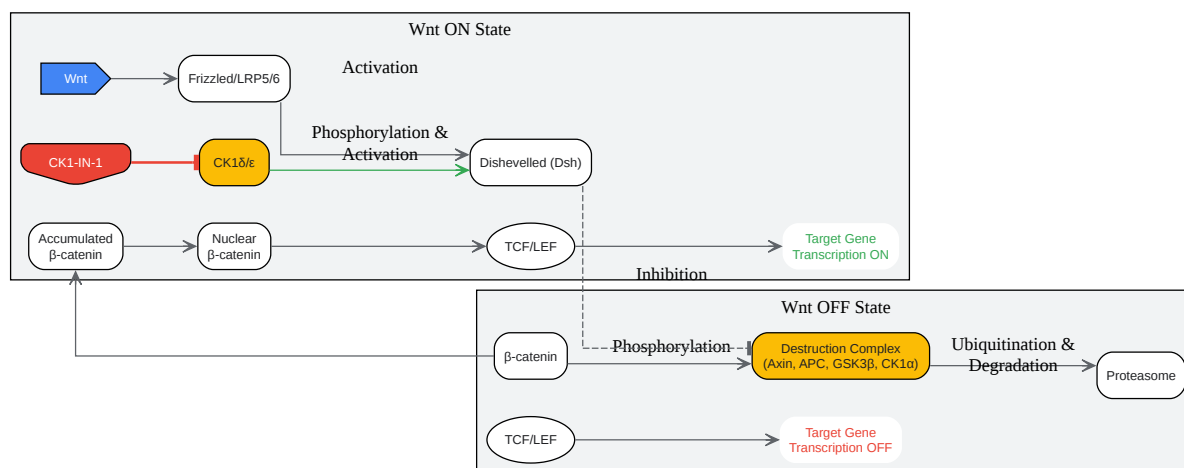 Wnt ON State
Activation
Wnt
Frizzled/LRP5/6
Phosphorylation &
Activation
CK1-IN-1
CK1δ/ε
Dishevelled (Dsh)
Accumulated
β-catenin
Nuclear
β-catenin
TCF/LEF
Target Gene
Transcription ON
Inhibition
Wnt OFF State
β-catenin
Phosphorylation
Destruction Complex
(Axin, APC, GSK3β, CK1α)
Ubiquitination &
Degradation
Proteasome
TCF/LEF
Target Gene
Transcription OFF